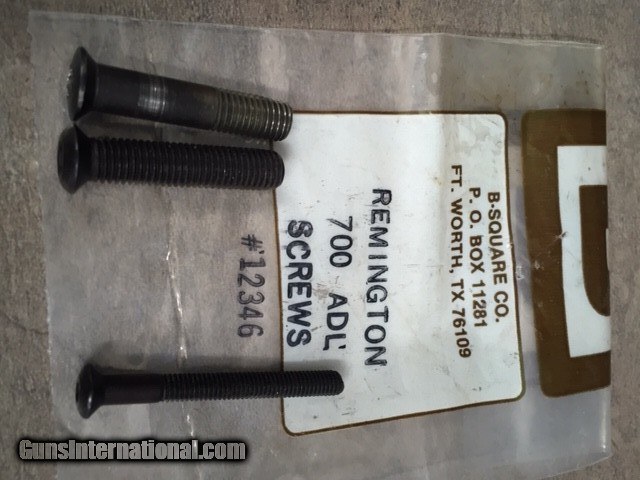 B-SQUARE CO.
P. O. BOX 11281
FT. WORTH, TX 76109
REMINGTON
700 ADL'
SCREWS
#'12346
GunsInternational.com